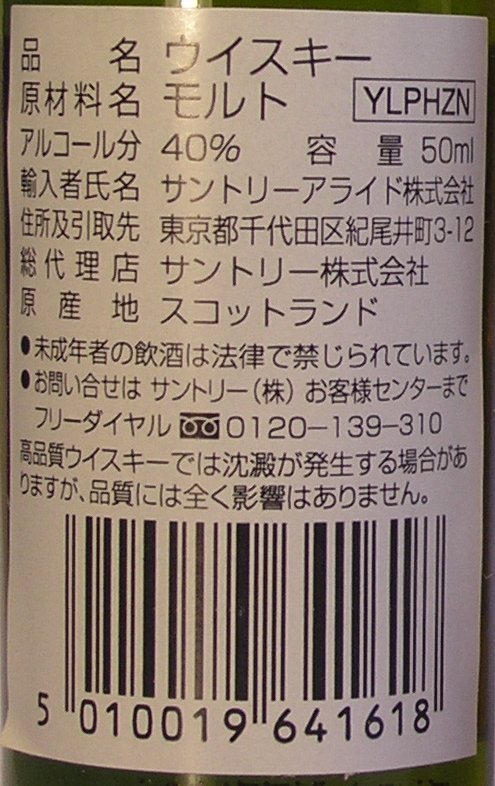 品名 ウイスキー
原材料名 モルト YLPHZN
アルコール分 40% 容量 50ml
輸入者氏名 サントリーアライド株式会社
住所及引取先 東京都千代田区紀尾井町3-12
総代理店 サントリー株式会社
原産地 スコットランド
●未成年者の飲酒は法律で禁じられています。
●お問い合せは サントリー(株) お客様センターまで
フリーダイヤル 0120-139-310
高品質ウイスキーでは沈澱が発生する場合があ
りますが、品質には全く影響はありません。
5 010019 641618